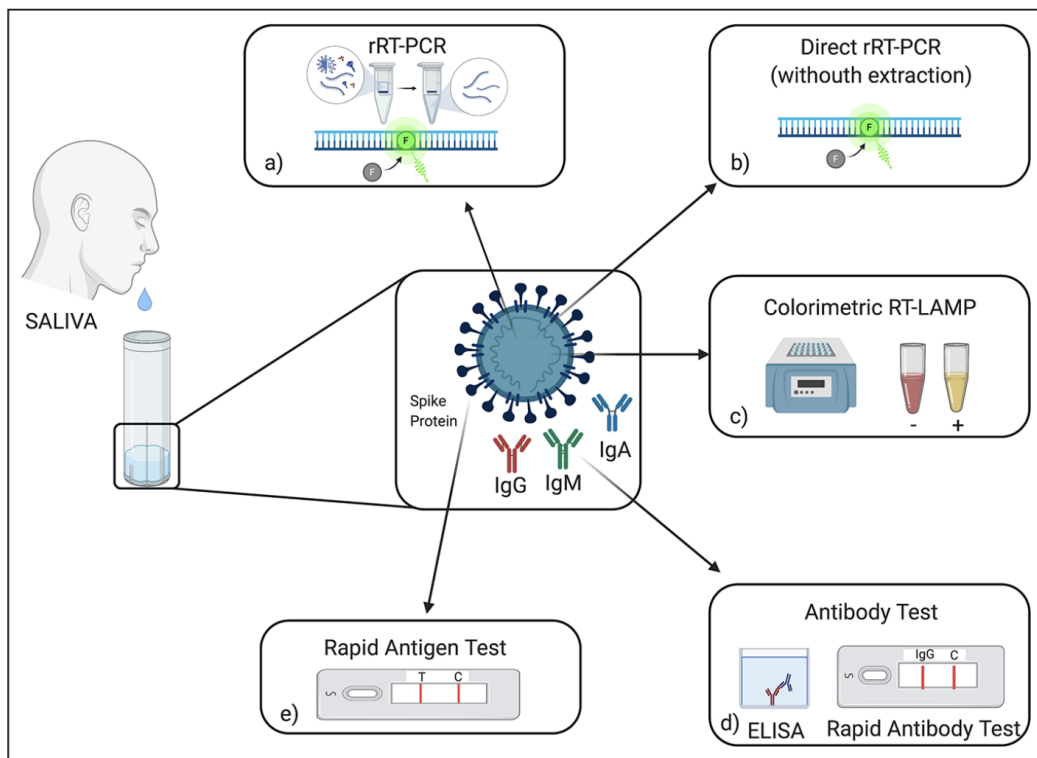 rRT-PCR
F
F
a)
Direct rRT-PCR
(withouth extraction)
F
F
b)
SALIVA
Spike
Protein
IgG
IgM
IgA
Colorimetric RT-LAMP
c)
- +
Rapid Antigen Test
S
T C
e)
Antibody Test
S
IgG C
d)
ELISA
Rapid Antibody Test